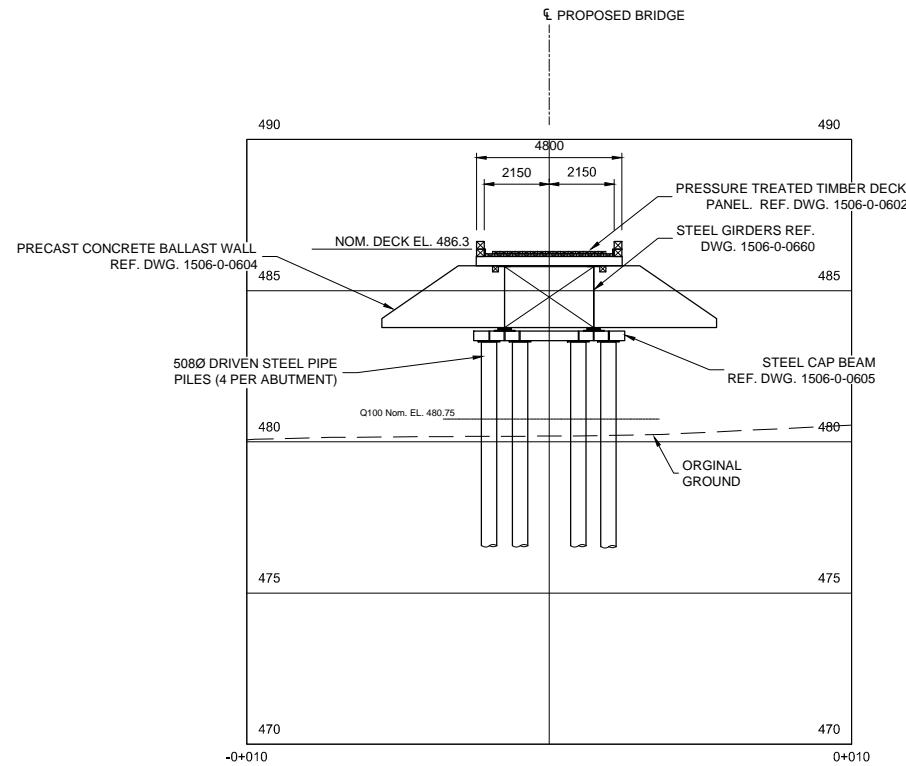 ℄ PROPOSED BRIDGE
490
490
4800
2150
2150
PRESSURE TREATED TIMBER DECK
PANEL. REF. DWG. 1506-0-0602
STEEL GIRDERS REF.
DWG. 1506-0-0660
NOM. DECK EL. 486.3
PRECAST CONCRETE BALLAST WALL
REF. DWG. 1506-0-0604
485
485
508Ø DRIVEN STEEL PIPE
PILES (4 PER ABUTMENT)
STEEL CAP BEAM
REF. DWG. 1506-0-0605
Q100 Nom. EL. 480.75
480
480
ORGINAL
GROUND
475
475
470
470
-0+010
0+010